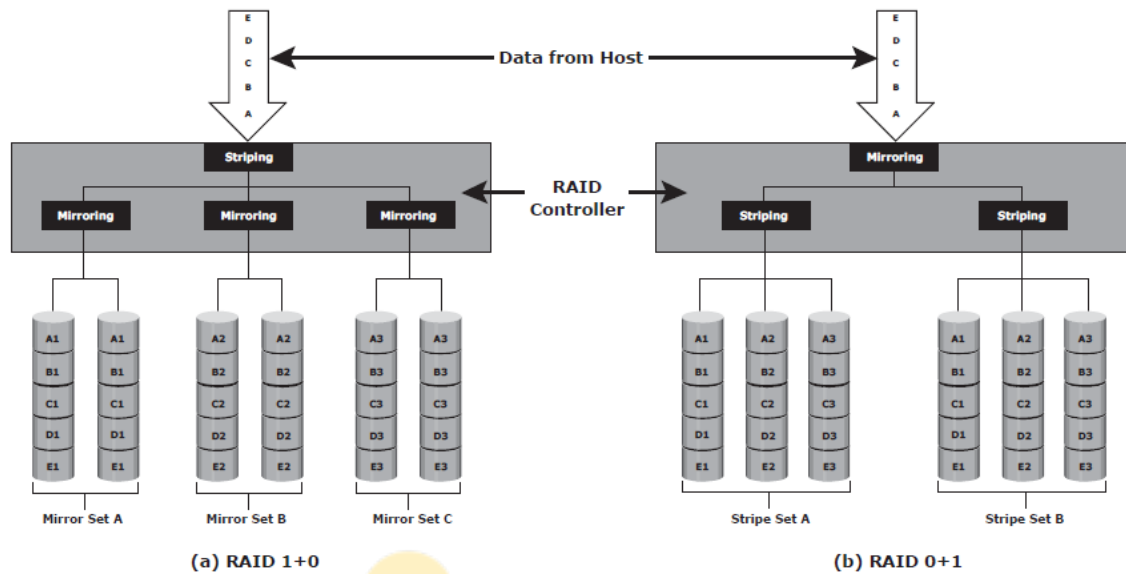 E
D
C
B
A
Data from Host
E
D
C
B
A
Striping
Mirroring
Mirroring
Mirroring
RAID
Controller
Mirroring
Striping
Striping
A1 A1 A2 A2 A3 A3 A1 A2 A3 A1 A2 A3
B1 B1 B2 B2 B3 B3 B1 B2 B3 B1 B2 B3
C1 C1 C2 C2 C3 C3 C1 C2 C3 C1 C2 C3
D1 D1 D2 D2 D3 D3 D1 D2 D3 D1 D2 D3
E1 E1 E2 E2 E3 E3 E1 E2 E3 E1 E2 E3
Mirror Set A Mirror Set B Mirror Set C Stripe Set A Stripe Set B
(a) RAID 1+0 (b) RAID 0+1